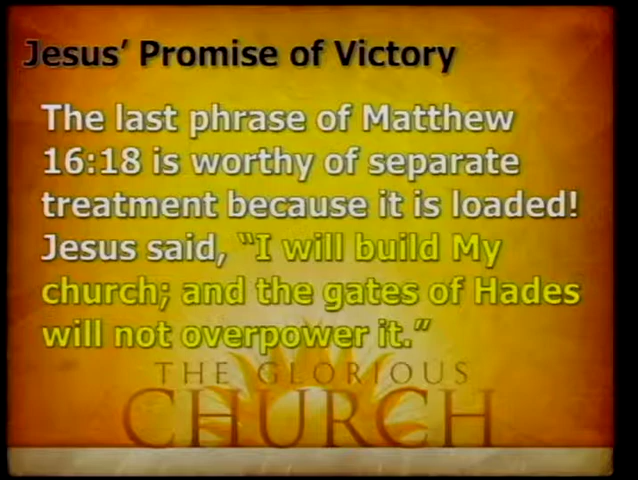 Jesus’ Promise of Victory
The last phrase of Matthew
16:18 is worthy of separate
treatment because it is loaded!
Jesus said, “I will build My
church; and the gates of Hades
will not overpower it.”
THE GLORIOUS
CHURCH